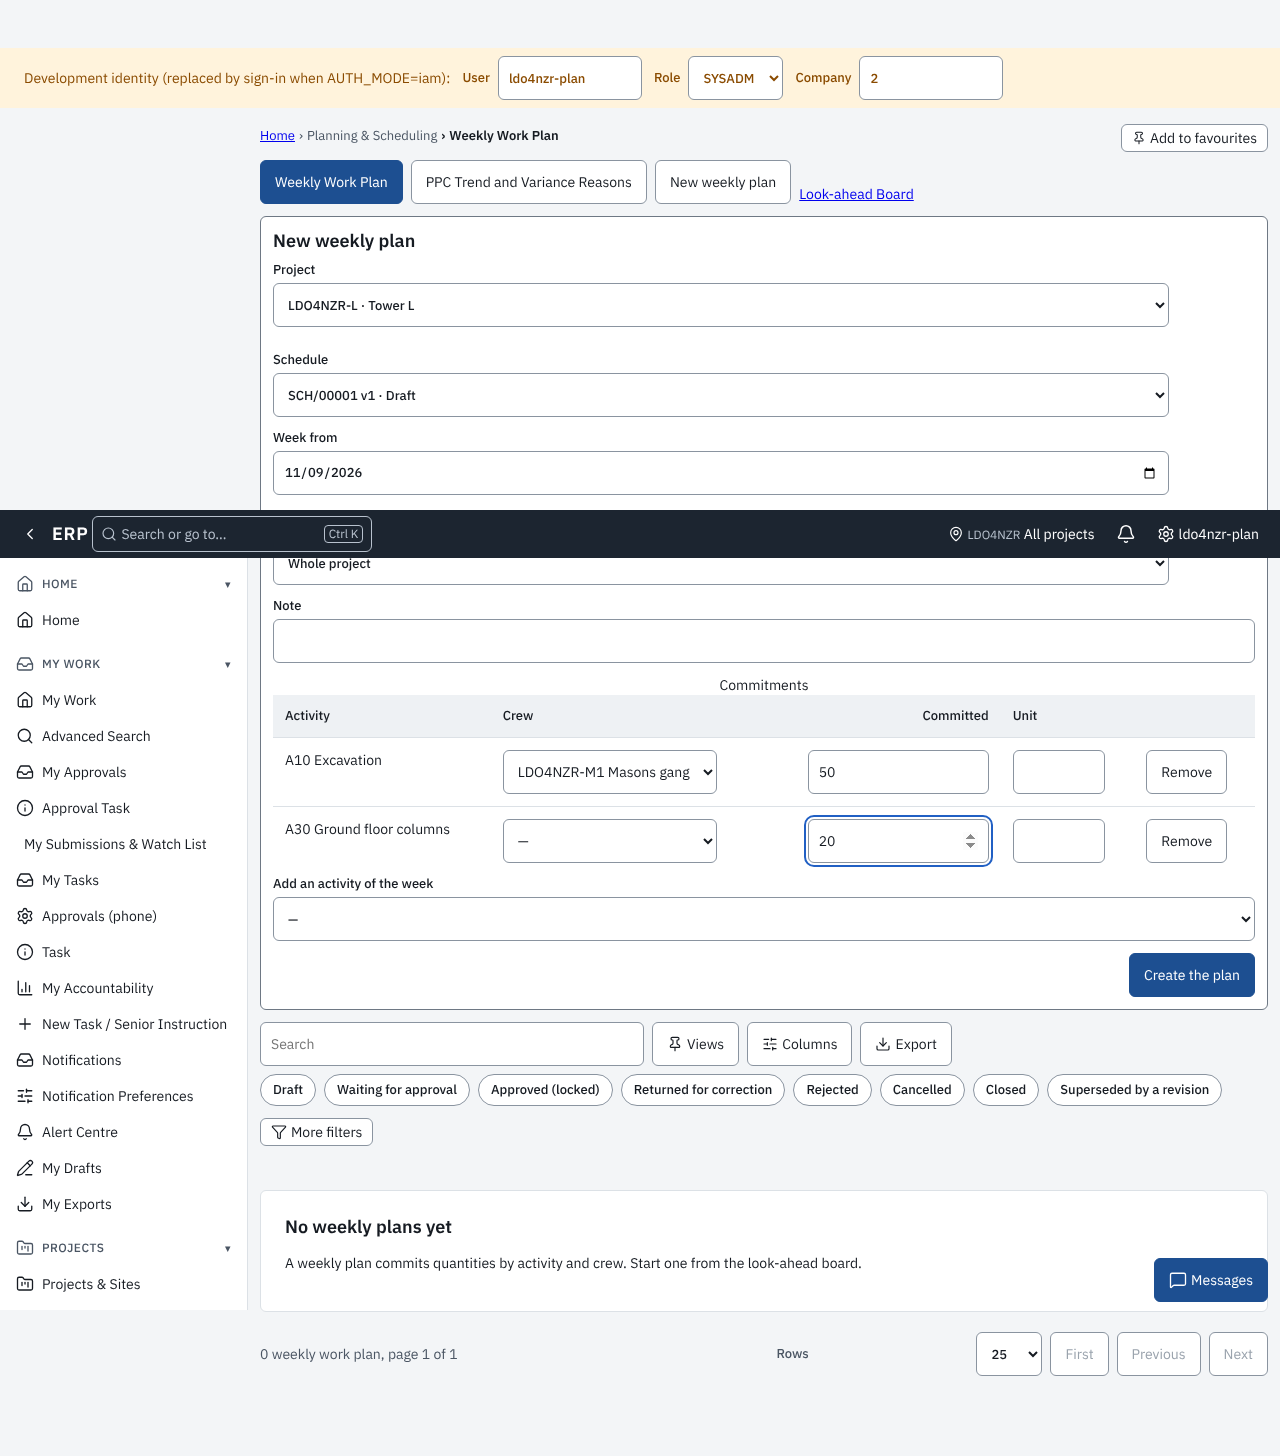 Development identity (replaced by sign-in when AUTH_MODE=iam): User ldo4nzr-plan Role SYSADM Company 2
Home › Planning & Scheduling › Weekly Work Plan
Add to favourites
Weekly Work Plan
PPC Trend and Variance Reasons
New weekly plan
Look-ahead Board
New weekly plan
Project
LDO4NZR-L · Tower L
Schedule
SCH/00001 v1 · Draft
Week from
11/09/2026
ERP
Search or go to...
Ctrl K
LDO4NZR All projects
ldo4nzr-plan
Whole project
Note
Commitments
Activity Crew Committed Unit
A10 Excavation LDO4NZR-M1 Masons gang 50 Remove
A30 Ground floor columns — 20 Remove
Add an activity of the week
—
Create the plan
HOME
Home
MY WORK
My Work
Advanced Search
My Approvals
Approval Task
My Submissions & Watch List
My Tasks
Approvals (phone)
Task
My Accountability
New Task / Senior Instruction
Notifications
Notification Preferences
Alert Centre
My Drafts
My Exports
PROJECTS
Projects & Sites
Search
Views
Columns
Export
Draft
Waiting for approval
Approved (locked)
Returned for correction
Rejected
Cancelled
Closed
Superseded by a revision
More filters
No weekly plans yet
A weekly plan commits quantities by activity and crew. Start one from the look-ahead board.
Messages
0 weekly work plan, page 1 of 1
Rows
25
First
Previous
Next